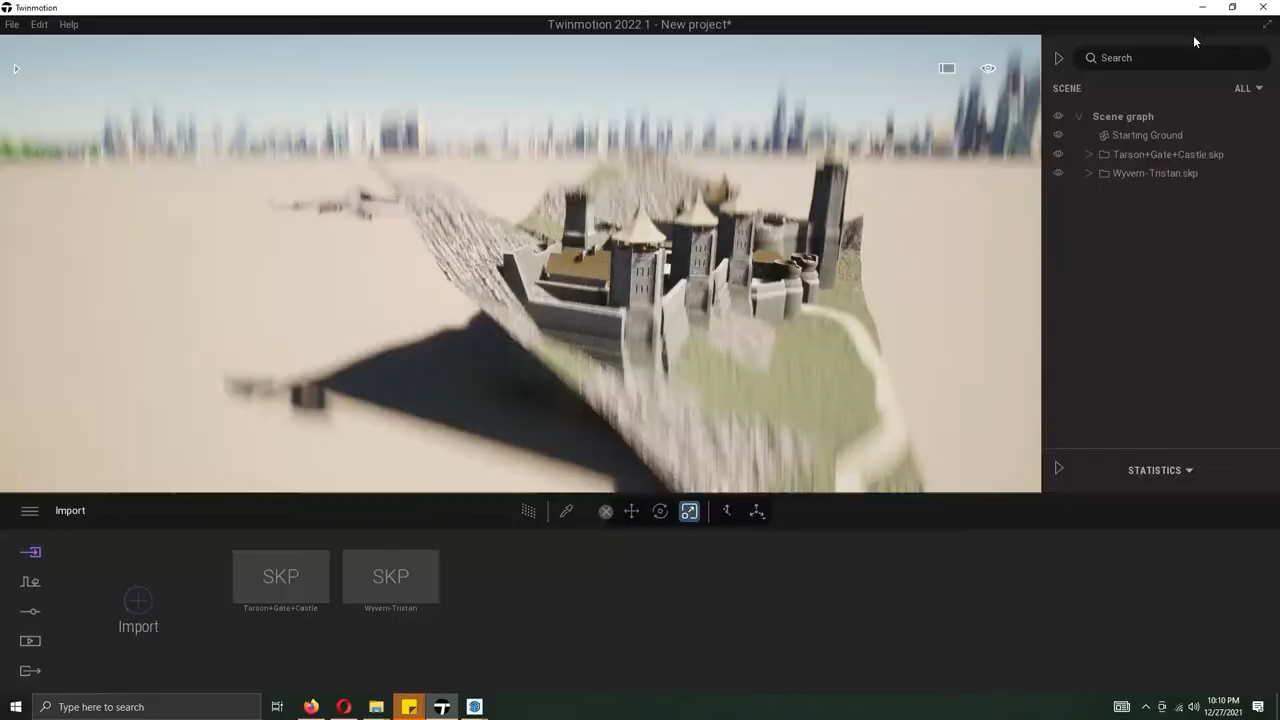 Twinmotion
File Edit Help
Twinmotion 2022.1 - New project*
Search
SCENE
ALL
Scene graph
Starting Ground
Tarson+Gate+Castle.skp
Wyvern-Tristan.skp
STATISTICS
Import
SKP
SKP
Tarson+Gate+Castle
Wyvern-Tristan
Import
Type here to search
10:10 PM
12/27/2021